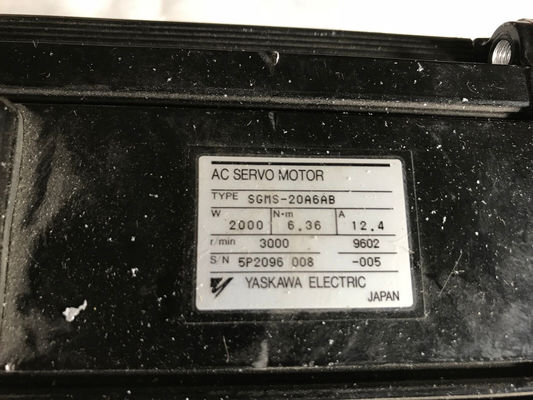 AC SERVO MOTOR
TYPE SGMS-20A6AB
W 2000 N·m 6.36 A 12.4
r/min 3000 9602
S/N 5P2096 008 -005
YASKAWA ELECTRIC
JAPAN